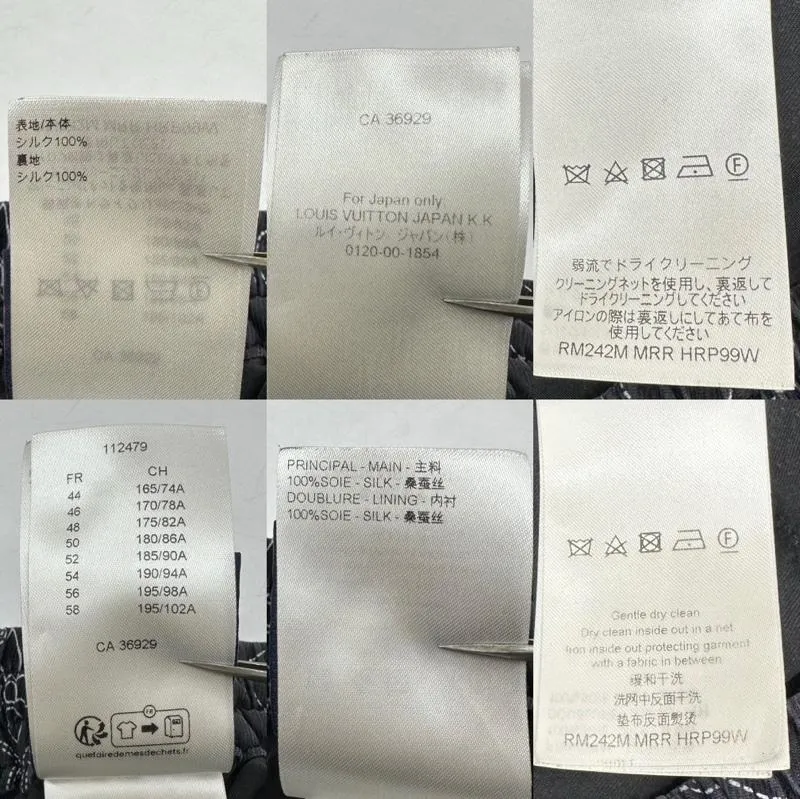 表地/本体
シルク100%
裏地
シルク100%
CA 36929
For Japan only
LOUIS VUITTON JAPAN K.K
ルイ・ヴィトン ジャパン(株)
0120-00-1854
F
弱流でドライクリーニング
クリーニングネットを使用し、裏返して
ドライクリーニングしてください
アイロンの際は裏返しにしてあて布を
使用してください
RM242M MRR HRP99W
112479
FR CH
44 165/74A
46 170/78A
48 175/82A
50 180/86A
52 185/90A
54 190/94A
56 195/98A
58 195/102A
CA 36929
FR
quefairedemesdechets.fr
PRINCIPAL - MAIN - 主料
100%SOIE - SILK - 桑蚕丝
DOUBLURE - LINING - 内衬
100%SOIE - SILK - 桑蚕丝
F
Gentle dry clean
Dry clean inside out in a net
Iron inside out protecting garment
with a fabric in between
缓和干洗
洗网中反面干洗
垫布反面熨烫
RM242M MRR HRP99W